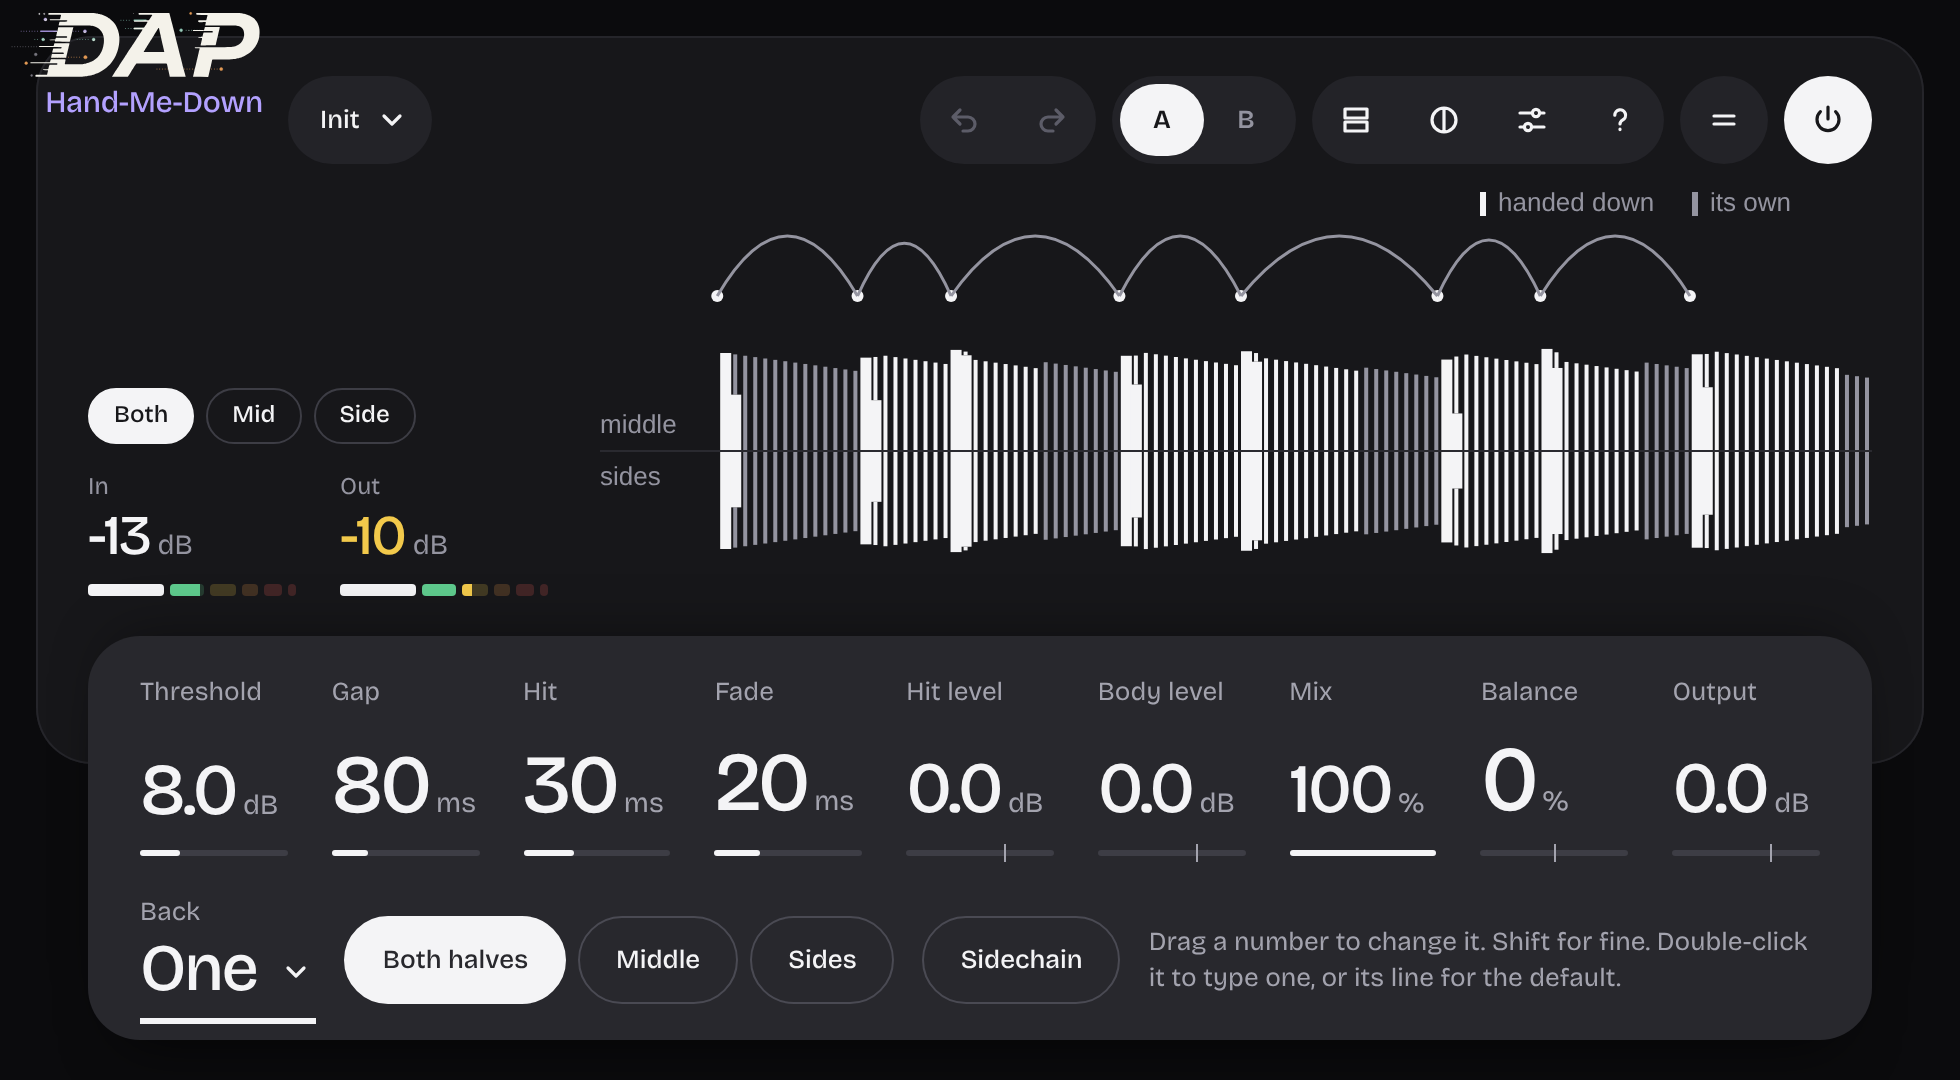 DAP
Hand-Me-Down
Init
A
B
?
handed down
its own
middle
sides
Both
Mid
Side
In
Out
-13 dB
-10 dB
Threshold
Gap
Hit
Fade
Hit level
Body level
Mix
Balance
Output
8.0 dB
80 ms
30 ms
20 ms
0.0 dB
0.0 dB
100 %
0 %
0.0 dB
Back
One
Both halves
Middle
Sides
Sidechain
Drag a number to change it. Shift for fine. Double-click
it to type one, or its line for the default.